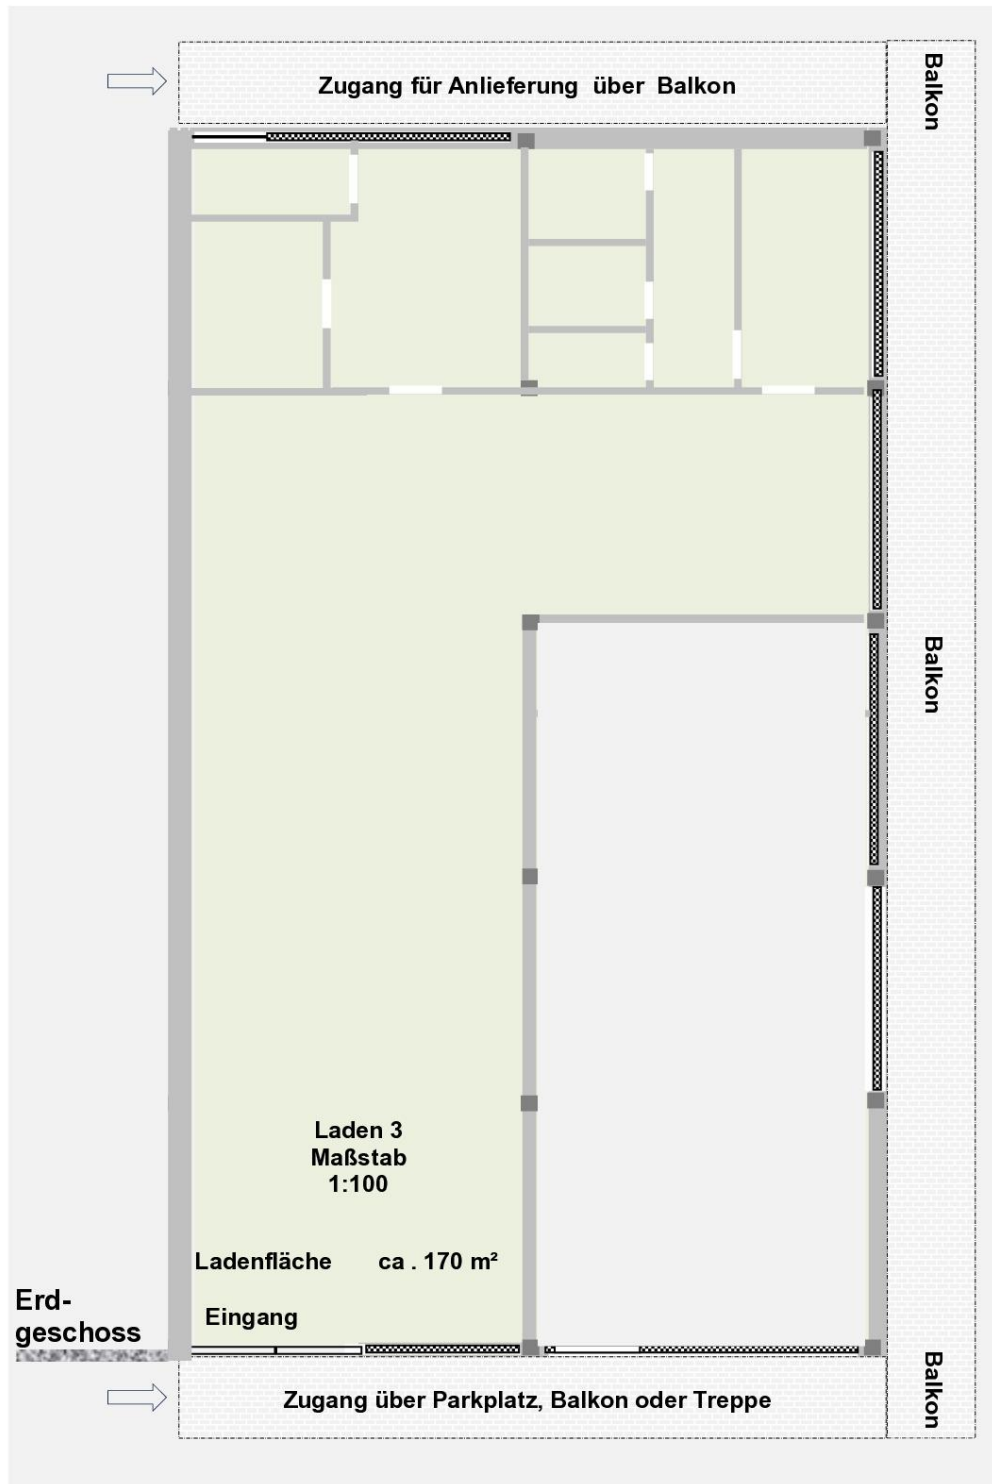 Zugang für Anlieferung über Balkon
Balkon
Balkon
Laden 3
Maßstab
1:100
Ladenfläche ca . 170 m²
Eingang
Erd-
geschoss
Zugang über Parkplatz, Balkon oder Treppe
Balkon